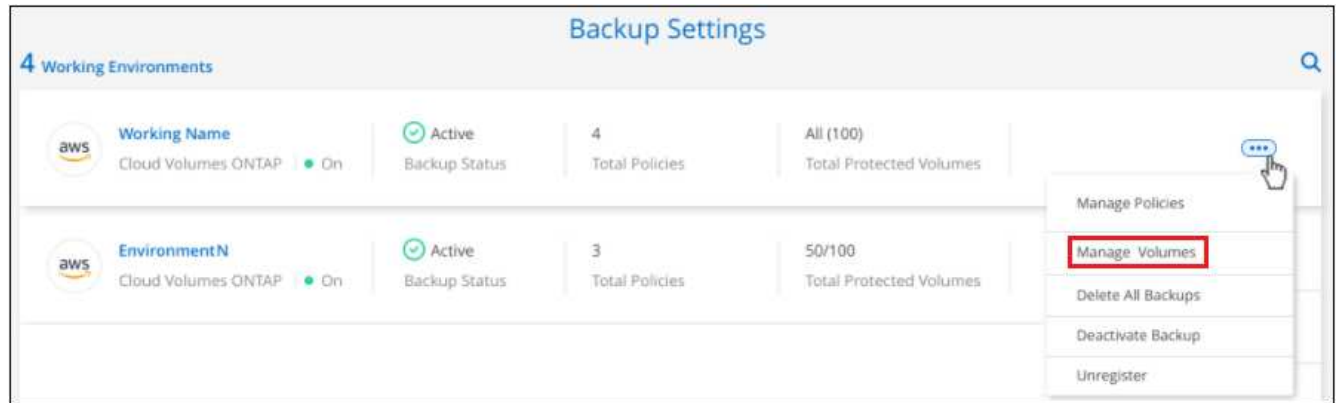 Backup Settings
4 Working Environments
aws
Working Name
Cloud Volumes ONTAP
On
Active
Backup Status
4
Total Policies
All (100)
Total Protected Volumes
Manage Policies
Manage Volumes
Delete All Backups
Deactivate Backup
Unregister
aws
EnvironmentN
Cloud Volumes ONTAP
On
Active
Backup Status
3
Total Policies
50/100
Total Protected Volumes